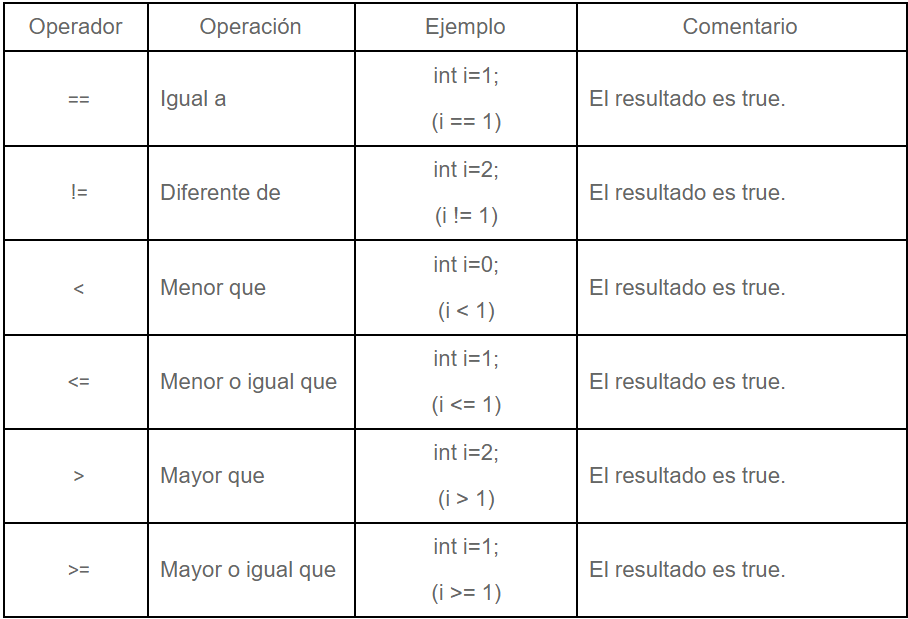 Operador Operación Ejemplo Comentario
== Igual a int i=1; El resultado es true.
(i == 1)
!= Diferente de int i=2; El resultado es true.
(i != 1)
< Menor que int i=0; El resultado es true.
(i < 1)
<= Menor o igual que int i=1; El resultado es true.
(i <= 1)
> Mayor que int i=2; El resultado es true.
(i > 1)
>= Mayor o igual que int i=1; El resultado es true.
(i >= 1)